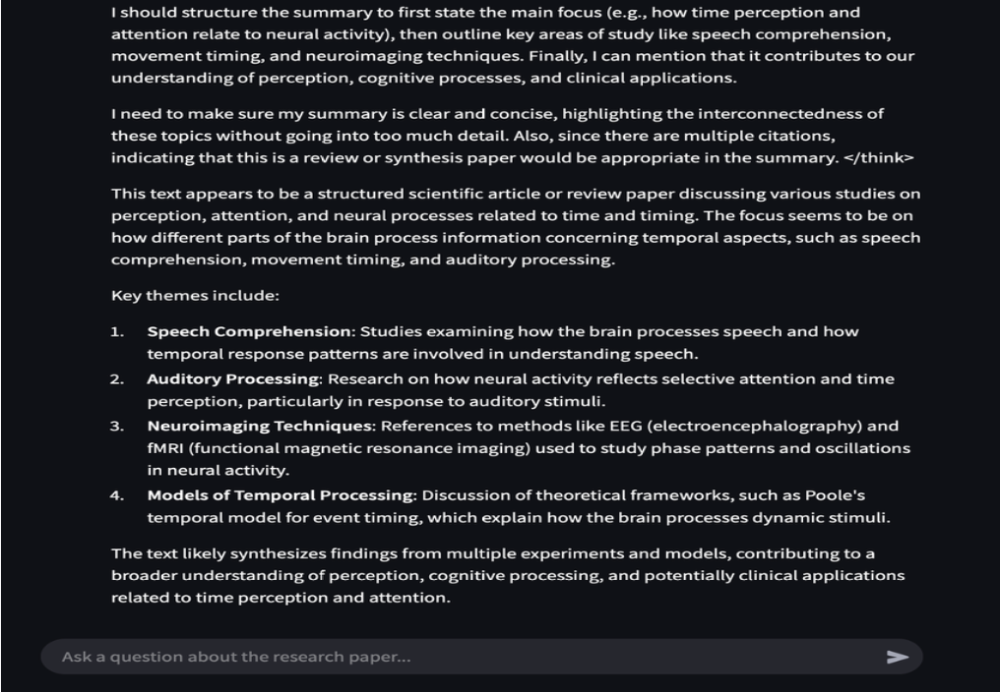 I should structure the summary to first state the main focus (e.g., how time perception and
attention relate to neural activity), then outline key areas of study like speech comprehension,
movement timing, and neuroimaging techniques. Finally, I can mention that it contributes to our
understanding of perception, cognitive processes, and clinical applications.
I need to make sure my summary is clear and concise, highlighting the interconnectedness of
these topics without going into too much detail. Also, since there are multiple citations,
indicating that this is a review or synthesis paper would be appropriate in the summary. </think>
This text appears to be a structured scientific article or review paper discussing various studies on
perception, attention, and neural processes related to time and timing. The focus seems to be on
how different parts of the brain process information concerning temporal aspects, such as speech
comprehension, movement timing, and auditory processing.
Key themes include:
1. Speech Comprehension: Studies examining how the brain processes speech and how
temporal response patterns are involved in understanding speech.
2. Auditory Processing: Research on how neural activity reflects selective attention and time
perception, particularly in response to auditory stimuli.
3. Neuroimaging Techniques: References to methods like EEG (electroencephalography) and
fMRI (functional magnetic resonance imaging) used to study phase patterns and oscillations
in neural activity.
4. Models of Temporal Processing: Discussion of theoretical frameworks, such as Poole's
temporal model for event timing, which explain how the brain processes dynamic stimuli.
The text likely synthesizes findings from multiple experiments and models, contributing to a
broader understanding of perception, cognitive processing, and potentially clinical applications
related to time perception and attention.
Ask a question about the research paper...